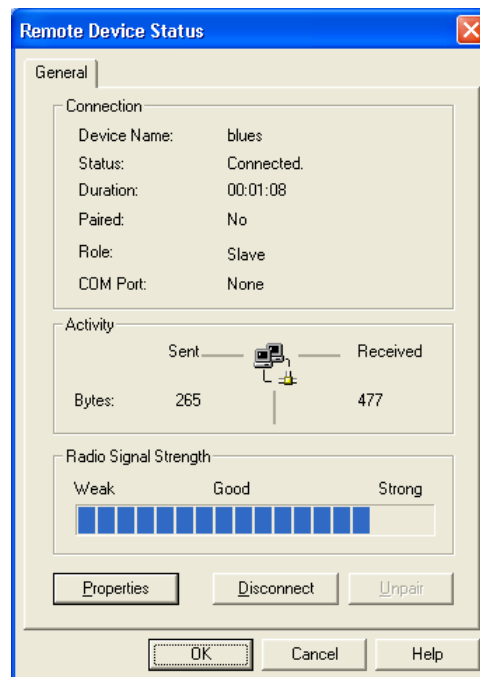 Remote Device Status
General
Connection
Device Name: blues
Status: Connected.
Duration: 00:01:08
Paired: No
Role: Slave
COM Port: None
Activity
Sent Received
Bytes: 265 477
Radio Signal Strength
Weak Good Strong
Properties Disconnect Unpair
OK Cancel Help